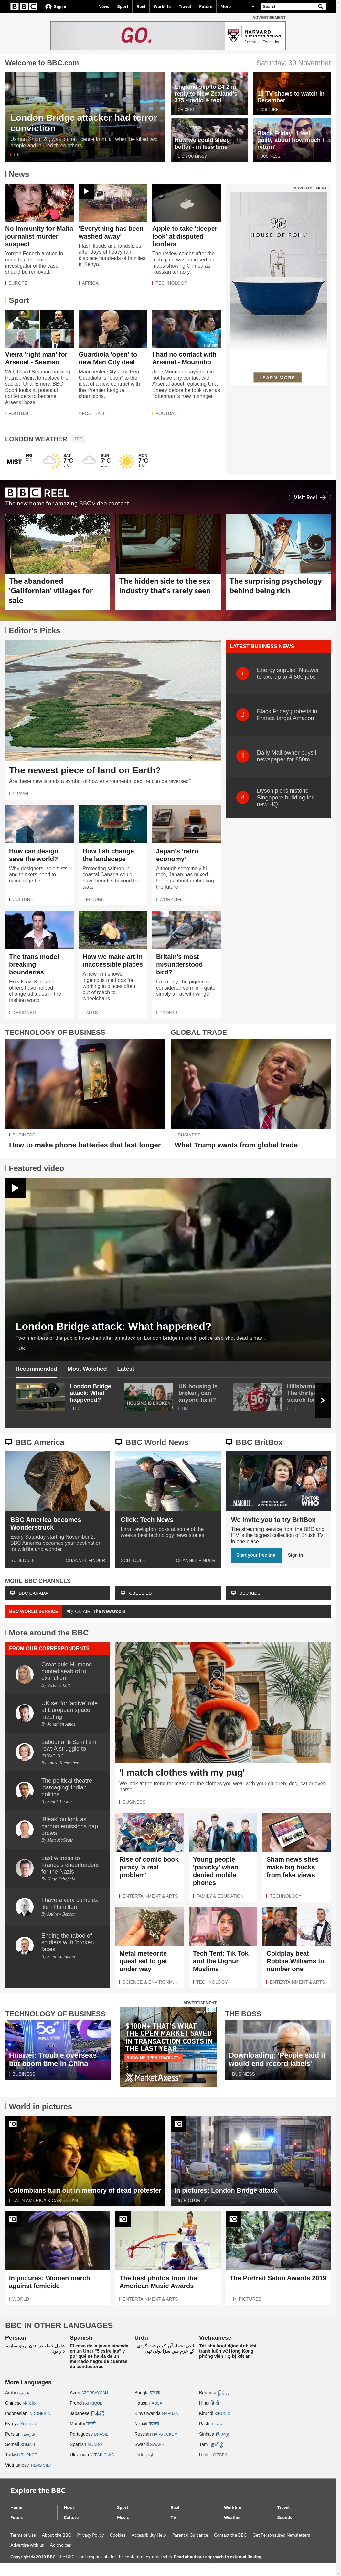 BBC
Sign in
News
Sport
Reel
Worklife
Travel
Future
More
Search
ADVERTISEMENT
GO.
HARVARD
BUSINESS SCHOOL
Executive Education
Welcome to BBC.com
Saturday, 30 November
London Bridge attacker had terror
conviction
Usman Khan, 28, was out on licence from jail when he killed two
people and injured three others.
UK
England slip to 24-2 in
reply to New Zealand's
375 - radio & text
CRICKET
18 TV shows to watch in
December
CULTURE
How we could sleep
better - in less time
DID YOU MISS?
Black Friday: 'I feel
guilty about how much I
return'
BUSINESS
News
No immunity for Malta
journalist murder
suspect
Yorgen Fenech argued in
court that the chief
investigator of the case
should be removed.
EUROPE
'Everything has been
washed away'
Flash floods and landslides
after days of heavy rain
displace hundreds of families
in Kenya.
AFRICA
Apple to take 'deeper
look' at disputed
borders
The review comes after the
tech giant was criticised for
maps showing Crimea as
Russian territory.
TECHNOLOGY
ADVERTISEMENT
HOUSE OF ROHL
LEARN MORE
Sport
Vieira 'right man' for
Arsenal - Seaman
With David Seaman backing
Patrick Vieira to replace the
sacked Unai Emery, BBC
Sport looks at potential
contenders to become
Arsenal boss.
FOOTBALL
Guardiola 'open' to
new Man City deal
Manchester City boss Pep
Guardiola is "open" to the
idea of a new contract with
the Premier League
champions.
FOOTBALL
I had no contact with
Arsenal - Mourinho
Jose Mourinho says he did
not have any contact with
Arsenal about replacing Unai
Emery before he took over as
Tottenham's new manager.
FOOTBALL
LONDON WEATHER
EDIT
MIST
FRI
SAT
7°C
SUN
7°C
MON
7°C
BBC REEL
The new home for amazing BBC video content
Visit Reel
The abandoned
'Californian' villages for
sale
The hidden side to the sex
industry that's rarely seen
The surprising psychology
behind being rich
Editor's Picks
The newest piece of land on Earth?
Are these new islands a symbol of how environmental decline can be reversed?
TRAVEL
LATEST BUSINESS NEWS
1
Energy supplier Npower
to axe up to 4,500 jobs
2
Black Friday protests in
France target Amazon
3
Daily Mail owner buys i
newspaper for £50m
4
Dyson picks historic
Singapore building for
new HQ
How can design
save the world?
Why designers, scientists
and thinkers need to
come together
CULTURE
How fish change
the landscape
Protecting salmon in
coastal Canada could
have benefits beyond the
water
FUTURE
Japan's 'retro
economy'
Although seemingly hi-
tech, Japan has mixed
feelings about embracing
the future
WORKLIFE
The trans model
breaking
boundaries
How Krow Kian and
others have helped
change attitudes in the
fashion world
DESIGNED
How we make art in
inaccessible places
A new film shows
ingenious methods for
working in places often
out of reach to
wheelchairs
ARTS
Britain's most
misunderstood
bird?
For many, the pigeon is
considered vermin – quite
simply a 'rat with wings'
RADIO 4
TECHNOLOGY OF BUSINESS
BUSINESS
How to make phone batteries that last longer
GLOBAL TRADE
BUSINESS
What Trump wants from global trade
Featured video
London Bridge attack: What happened?
Two members of the public have died after an attack on London Bridge in which police also shot dead a man.
UK
Recommended
Most Watched
Latest
London Bridge
attack: What
happened?
UK
HOUSING IS BROKEN
UK housing is
broken, can
anyone fix it?
UK
96
Hillsborou
The thirty-
search for
UK
BBC America
BBC America becomes
Wonderstruck
Every Saturday starting November 2,
BBC America becomes your destination
for wildlife and wonder
SCHEDULE
CHANNEL FINDER
BBC World News
Click: Tech News
Lara Lewington looks at some of the
week's best technology news stories
SCHEDULE
CHANNEL FINDER
BBC BritBox
MAIGRET
KEEPING UP
APPEARANCES
DOCTOR
WHO
We invite you to try BritBox
The streaming service from the BBC and
ITV is the biggest collection of British TV
in one place
Start your free trial
Sign in
MORE BBC CHANNELS
BBC CANADA
CBEEBIES
BBC KIDS
BBC WORLD SERVICE
ON AIR: The Newsroom
More around the BBC
FROM OUR CORRESPONDENTS
Great auk: Humans
hunted seabird to
extinction
By Victoria Gill
UK set for 'active' role
at European space
meeting
By Jonathan Amos
Labour anti-Semitism
row: A struggle to
move on
By Laura Kuenssberg
The political theatre
'damaging' Indian
politics
By Soutik Biswas
'Bleak' outlook as
carbon emissions gap
grows
By Matt McGrath
Last witness to
France's cheerleaders
for the Nazis
By Hugh Schofield
I have a very complex
life - Hamilton
By Andrew Benson
Ending the taboo of
soldiers with 'broken
faces'
By Sean Coughlan
'I match clothes with my pug'
We look at the trend for matching the clothes you wear with your children, dog, cat or even
horse.
BUSINESS
Rise of comic book
piracy 'a real
problem'
ENTERTAINMENT & ARTS
Young people
'panicky' when
denied mobile
phones
FAMILY & EDUCATION
Sham news sites
make big bucks
from fake views
TECHNOLOGY
Metal meteorite
quest set to get
under way
SCIENCE & ENVIRONM...
Tech Tent: Tik Tok
and the Uighur
Muslims
TECHNOLOGY
Coldplay beat
Robbie Williams to
number one
ENTERTAINMENT & ARTS
TECHNOLOGY OF BUSINESS
5G
Huawei: Trouble overseas
but boom time in China
BUSINESS
ADVERTISEMENT
$100M+ THAT'S WHAT
THE OPEN MARKET SAVED
IN TRANSACTION COSTS IN
THE LAST YEAR.
SHOW ME OPEN TRADING
MarketAxess
THE BOSS
Downloading: 'People said it
would end record labels'
BUSINESS
World in pictures
Colombians turn out in memory of dead protester
LATIN AMERICA & CARIBBEAN
In pictures: London Bridge attack
IN PICTURES
In pictures: Women march
against femicide
WORLD
The best photos from the
American Music Awards
ENTERTAINMENT & ARTS
The Portrait Salon Awards 2019
IN PICTURES
BBC IN OTHER LANGUAGES
Persian
عامل حمله در لندن بریج، سابقه
Spanish
El caso de la joven atacada
en un Uber "5 estrellas" y
por qué se habla de un
mercado negro de cuentas
de conductores
Urdu
Vietnamese
Tát nhà hoạt động Anh khi
tranh luận về Hong Kong,
phóng viên TQ bị kết án
More Languages
Arabic عربي
Azeri AZƏRBAYCAN
Bangla বাংলা
Burmese
Chinese 中文网
French AFRIQUE
Hausa HAUSA
Hindi हिन्दी
Indonesian INDONESIA
Japanese 日本語
Kinyarwanda GAHUZA
Kirundi KIRUNDI
Kyrgyz Кыргыз
Marathi मराठी
Nepali नेपाली
Pashto پښتو
Persian فارسی
Portuguese BRASIL
Russian НА РУССКОМ
Sinhala සිංහල
Somali SOMALI
Spanish MUNDO
Swahili SWAHILI
Tamil தமிழ்
Turkish TÜRKÇE
Ukrainian УКРАЇНСЬКА
Urdu اردو
Uzbek O'ZBEK
Vietnamese TIẾNG VIỆT
Explore the BBC
Home
News
Sport
Reel
Worklife
Travel
Future
Culture
Music
TV
Weather
Sounds
Terms of Use
About the BBC
Privacy Policy
Cookies
Accessibility Help
Parental Guidance
Contact the BBC
Get Personalised Newsletters
Advertise with us
Ad choices
Copyright © 2019 BBC. The BBC is not responsible for the content of external sites. Read about our approach to external linking.